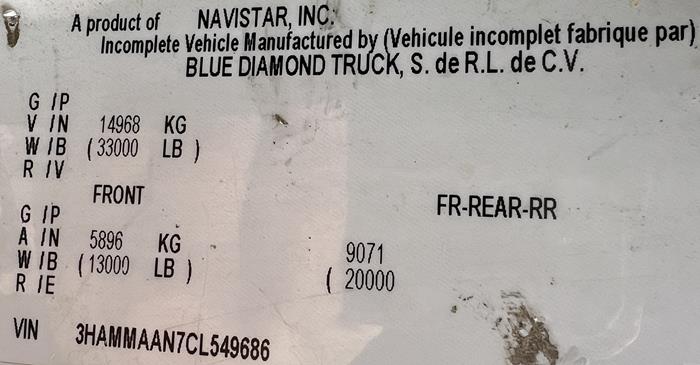 A product of NAVISTAR, INC.
Incomplete Vehicle Manufactured by (Vehicule incomplet fabrique par)
BLUE DIAMOND TRUCK, S. de R.L. de C.V.
G /P
V /N 14968 KG
W /B (33000 LB )
R /V
FRONT FR-REAR-RR
G /P
A /N 5896 KG 9071
W /B (13000 LB ) ( 20000
R /E
VIN 3HAMMAAN7CL549686